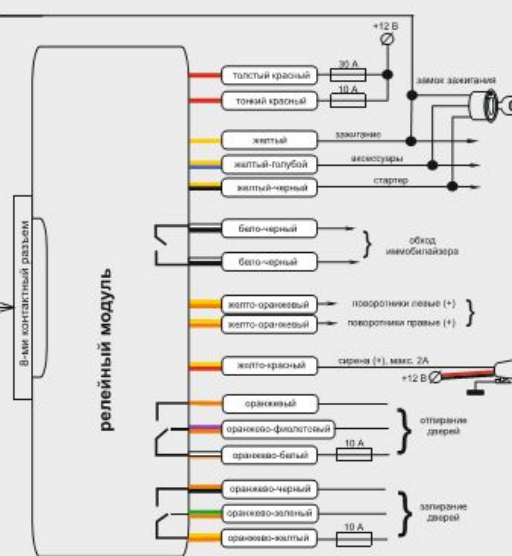 +12 В
30 А
толстый красный
замок зажигания
10 А
тонкий красный
желтый
зажигание
желтый-голубой
аксессуары
желтый-черный
стартер
бело-черный
обход
иммобилайзера
бело-черный
8-ми контактный разъем
релейный модуль
желто-оранжевый
поворотники левые (+)
желто-оранжевый
поворотники правые (+)
желто-красный
сирена (+), макс. 2А
+12 В
оранжевый
оранжево-фиолетовый
отпирание
дверей
оранжево-белый
10 А
оранжево-черный
оранжево-зеленый
запирание
дверей
оранжево-желтый
10 А